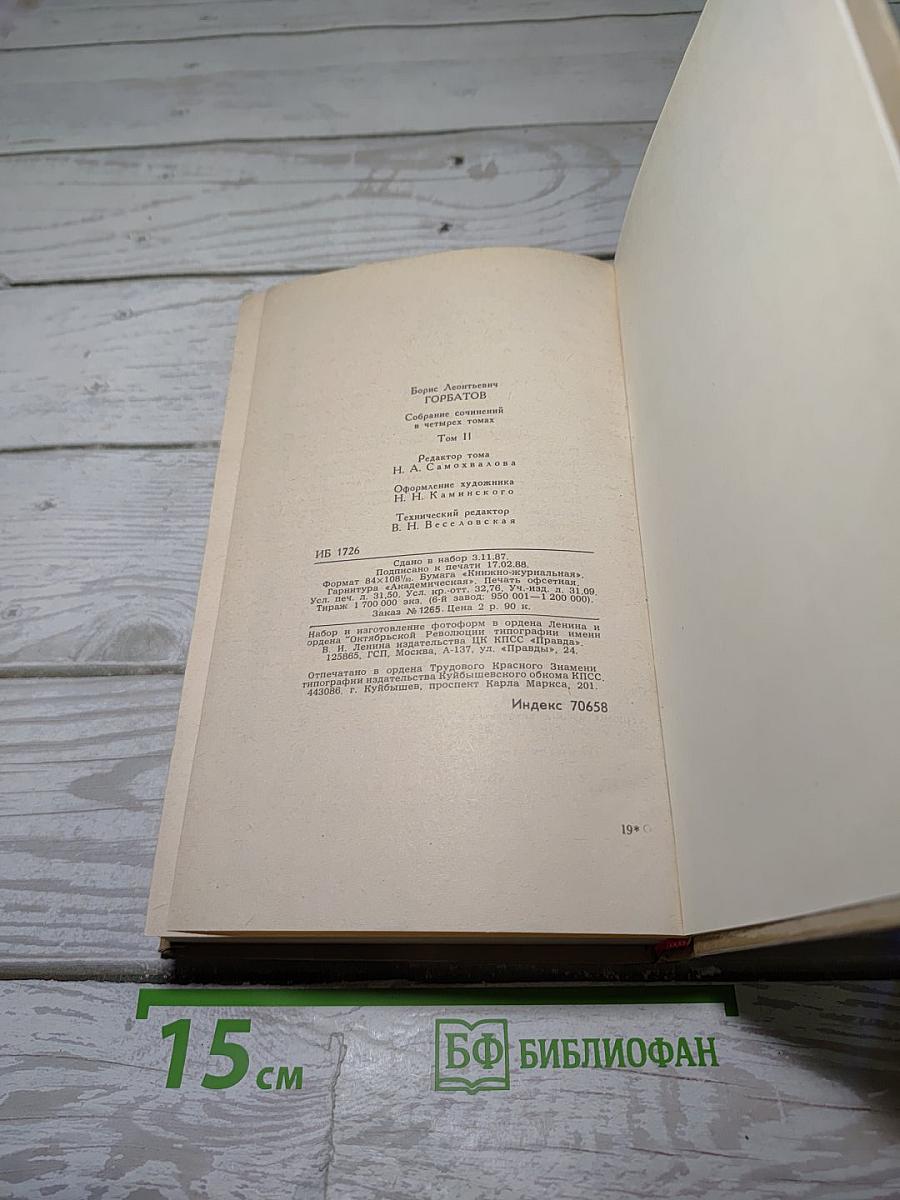 Борис Леонтьевич
ГОРБАТОВ
Собрание сочинений
в четырех томах
Том II
Редактор тома
Н. А. Самохвалова
Оформление художника
Н. Н. Каминского
Технический редактор
В. Н. Веселовская
ИБ 1726
Сдано в набор 3.11.87.
Подписано к печати 17.02.88.
Формат 84×108¹/₃₂. Бумага «Книжно-журнальная».
Гарнитура «Академическая». Печать офсетная.
Усл. печ. л. 31,50. Усл. кр.-отт. 32,76. Уч.-изд. л. 31,09.
Тираж 1 700 000 экз. (6-й завод: 950 001—1 200 000).
Заказ № 1265. Цена 2 р. 90 к.
Набор и изготовление фотоформ в ордена Ленина и
ордена Октябрьской Революции типографии имени
В. И. Ленина издательства ЦК КПСС «Правда».
125865, ГСП, Москва, А-137, ул. «Правды», 24.
Отпечатано в ордена Трудового Красного Знамени
типографии издательства Куйбышевского обкома КПСС.
443086, г. Куйбышев, проспект Карла Маркса, 201.
Индекс 70658
19*
15 см
БФ БИБЛИОФАН